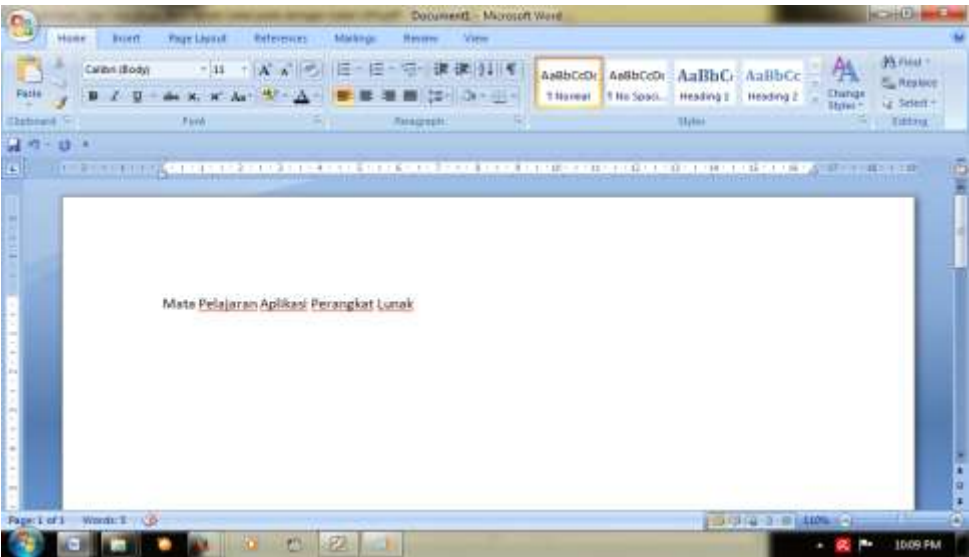 Document1 - Microsoft Word
Home Insert Page Layout References Mailings Review View
Paste
Calibri (Body) 11
AaBbCcDc AaBbCcDc AaBbC AaBbCc
¶ Normal ¶ No Spaci... Heading 1 Heading 2
Change Styles
Find
Replace
Select
Clipboard Font Paragraph Styles Editing
Mata Pelajaran Aplikasi Perangkat Lunak
Page: 1 of 1 Words: 5 110%
10:09 PM